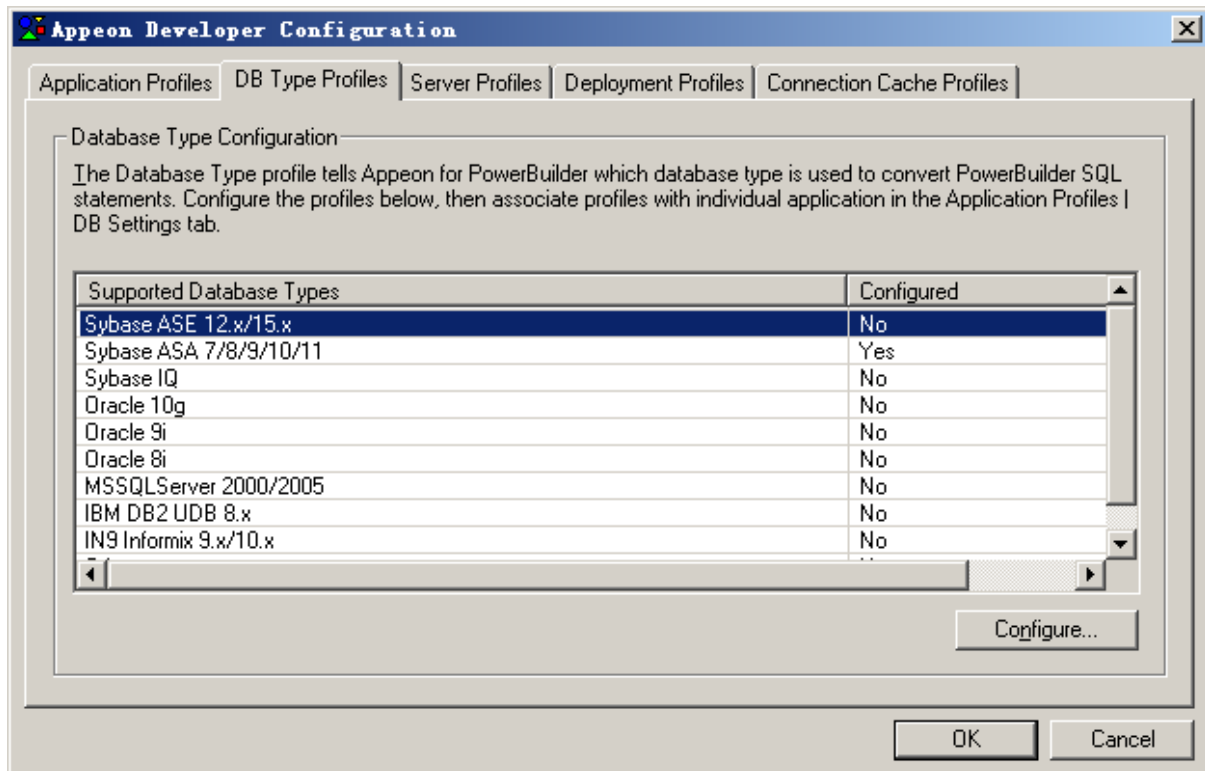 Appeon Developer Configuration
Application Profiles DB Type Profiles Server Profiles Deployment Profiles Connection Cache Profiles
Database Type Configuration
The Database Type profile tells Appeon for PowerBuilder which database type is used to convert PowerBuilder SQL
statements. Configure the profiles below, then associate profiles with individual application in the Application Profiles |
DB Settings tab.
Supported Database Types Configured
Sybase ASE 12.x/15.x No
Sybase ASA 7/8/9/10/11 Yes
Sybase IQ No
Oracle 10g No
Oracle 9i No
Oracle 8i No
MSSQLServer 2000/2005 No
IBM DB2 UDB 8.x No
IN9 Informix 9.x/10.x No
Configure...
OK Cancel